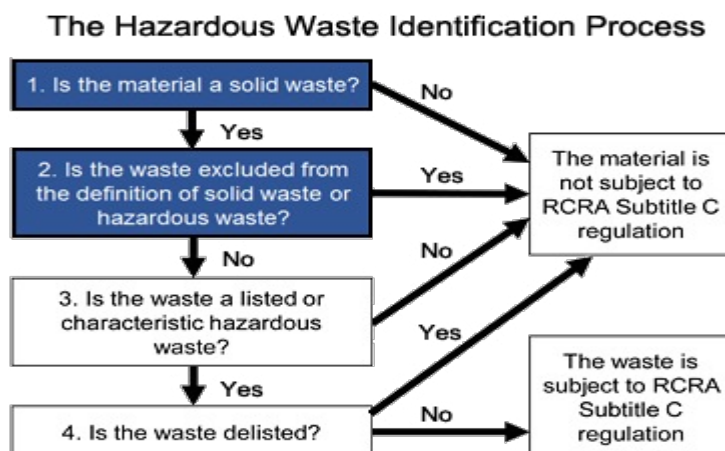 The Hazardous Waste Identification Process
1. Is the material a solid waste?
No
Yes
2. Is the waste excluded from
the definition of solid waste or
hazardous waste?
Yes
The material is
not subject to
RCRA Subtitle C
regulation
No
No
3. Is the waste a listed or
characteristic hazardous
waste?
Yes
Yes
4. Is the waste delisted?
No
The waste is
subject to RCRA
Subtitle C
regulation